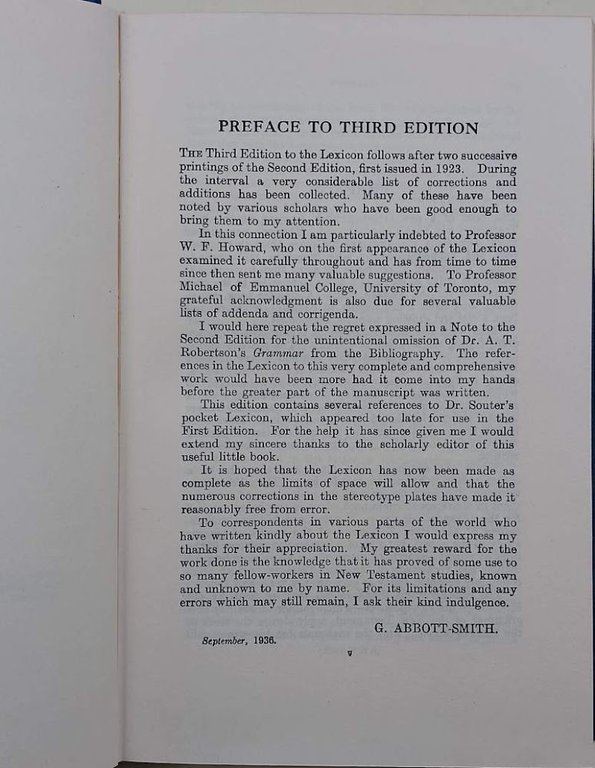 PREFACE TO THIRD EDITION
THE Third Edition to the Lexicon follows after two successive
printings of the Second Edition, first issued in 1923. During
the interval a very considerable list of corrections and
additions has been collected. Many of these have been
noted by various scholars who have been good enough to
bring them to my attention.
In this connection I am particularly indebted to Professor
W. F. Howard, who on the first appearance of the Lexicon
examined it carefully throughout and has from time to time
since then sent me many valuable suggestions. To Professor
Michael of Emmanuel College, University of Toronto, my
grateful acknowledgment is also due for several valuable
lists of addenda and corrigenda.
I would here repeat the regret expressed in a Note to the
Second Edition for the unintentional omission of Dr. A. T.
Robertson's Grammar from the Bibliography. The refer-
ences in the Lexicon to this very complete and comprehensive
work would have been more had it come into my hands
before the greater part of the manuscript was written.
This edition contains several references to Dr. Souter's
pocket Lexicon, which appeared too late for use in the
First Edition. For the help it has since given me I would
extend my sincere thanks to the scholarly editor of this
useful little book.
It is hoped that the Lexicon has now been made as
complete as the limits of space will allow and that the
numerous corrections in the stereotype plates have made it
reasonably free from error.
To correspondents in various parts of the world who
have written kindly about the Lexicon I would express my
thanks for their appreciation. My greatest reward for the
work done is the knowledge that it has proved of some use to
so many fellow-workers in New Testament studies, known
and unknown to me by name. For its limitations and any
errors which may still remain, I ask their kind indulgence.
G. ABBOTT-SMITH.
September, 1936.
v